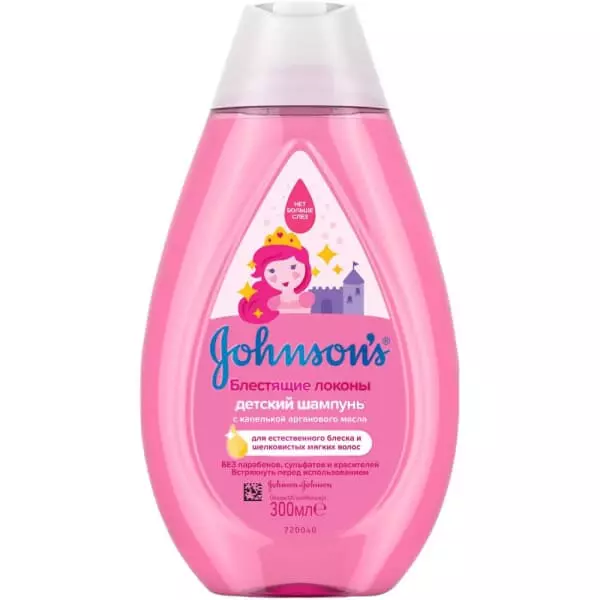 НЕТ
БОЛЬШЕ
СЛЕЗ
Johnson's
Блестящие локоны
детский шампунь
с капелькой арганового масла
для естественного блеска и
шелковистых мягких волос
БЕЗ парабенов, сульфатов и красителей
Встряхнуть перед использованием
Johnson & Johnson
300мл℮
720040